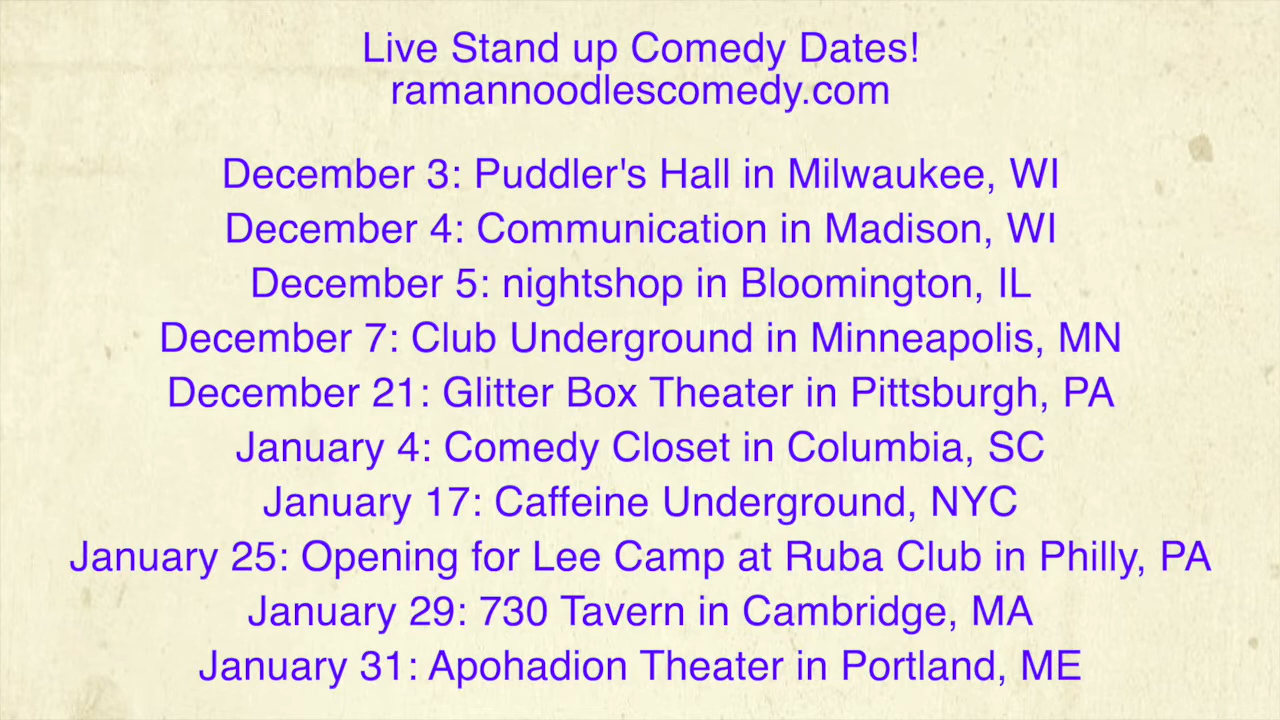 Live Stand up Comedy Dates!
ramannoodlescomedy.com
December 3: Puddler's Hall in Milwaukee, WI
December 4: Communication in Madison, WI
December 5: nightshop in Bloomington, IL
December 7: Club Underground in Minneapolis, MN
December 21: Glitter Box Theater in Pittsburgh, PA
January 4: Comedy Closet in Columbia, SC
January 17: Caffeine Underground, NYC
January 25: Opening for Lee Camp at Ruba Club in Philly, PA
January 29: 730 Tavern in Cambridge, MA
January 31: Apohadion Theater in Portland, ME